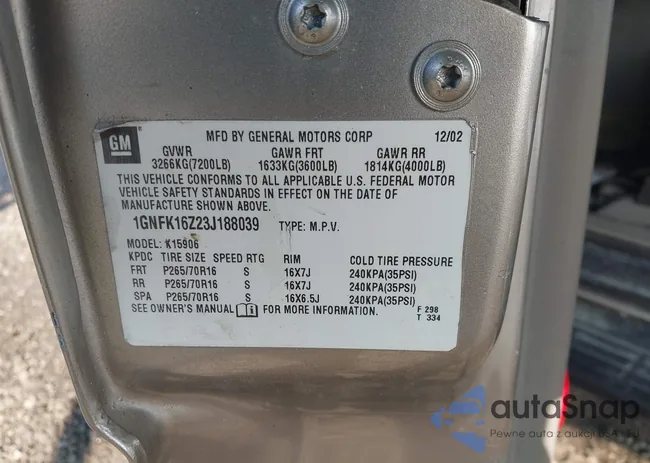 GM
MFD BY GENERAL MOTORS CORP 12/02
GVWR GAWR FRT GAWR RR
3266KG(7200LB) 1633KG(3600LB) 1814KG(4000LB)
THIS VEHICLE CONFORMS TO ALL APPLICABLE U.S. FEDERAL MOTOR
VEHICLE SAFETY STANDARDS IN EFFECT ON THE DATE OF
MANUFACTURE SHOWN ABOVE.
1GNFK16Z23J188039 TYPE: M.P.V.
MODEL: K15906
KPDC TIRE SIZE SPEED RTG RIM COLD TIRE PRESSURE
FRT P265/70R16 S 16X7J 240KPA(35PSI)
RR P265/70R16 S 16X7J 240KPA(35PSI)
SPA P265/70R16 S 16X6.5J 240KPA(35PSI)
SEE OWNER'S MANUAL FOR MORE INFORMATION.
F 298
T 334
autoSnap
Pewne auta z aukcji USA